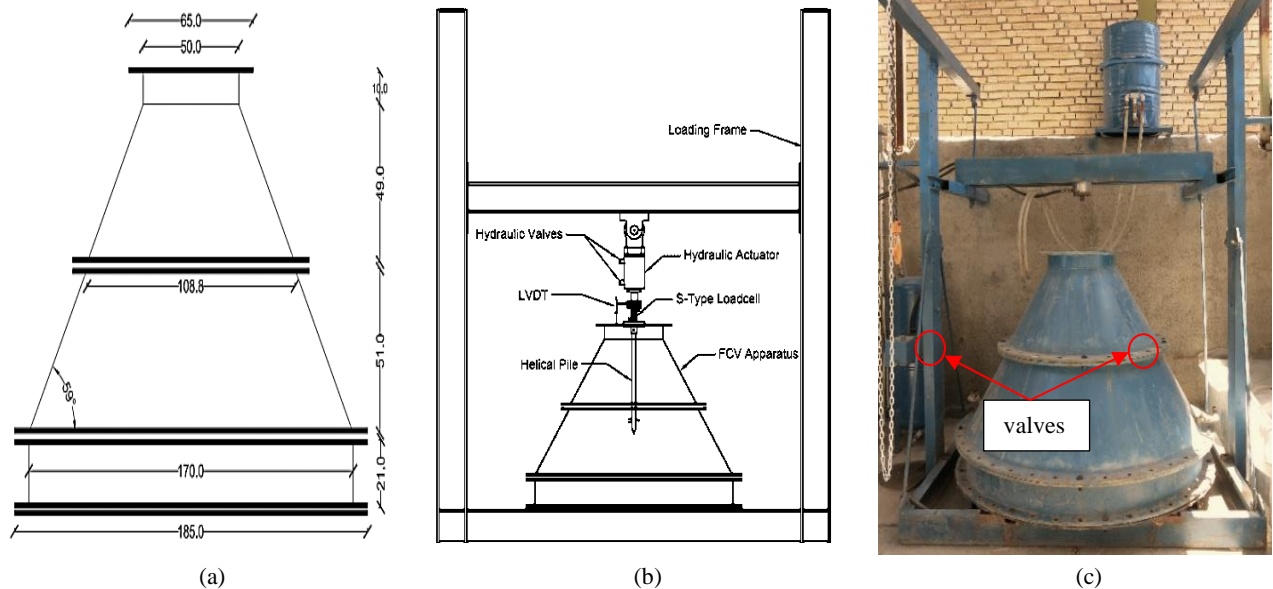 65.0
50.0
10.0
49.0
108.8
51.0
59°
170.0
21.0
185.0
(a)
Loading Frame
Hydraulic Valves
Hydraulic Actuator
LVDT
S-Type Loadcell
FCV Apparatus
Helical Pile
(b)
valves
(c)